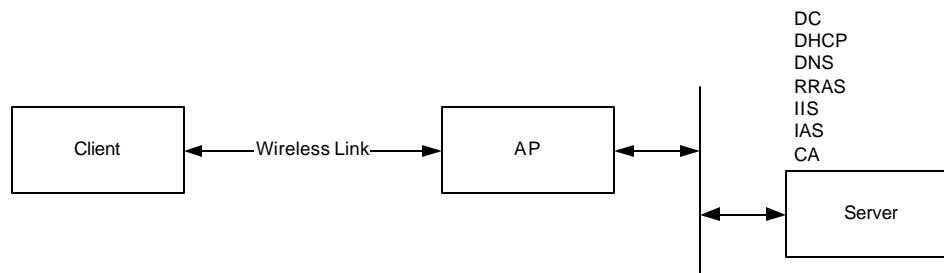 DC
DHCP
DNS
RRAS
IIS
IAS
CA
Client
Wireless Link
AP
Server